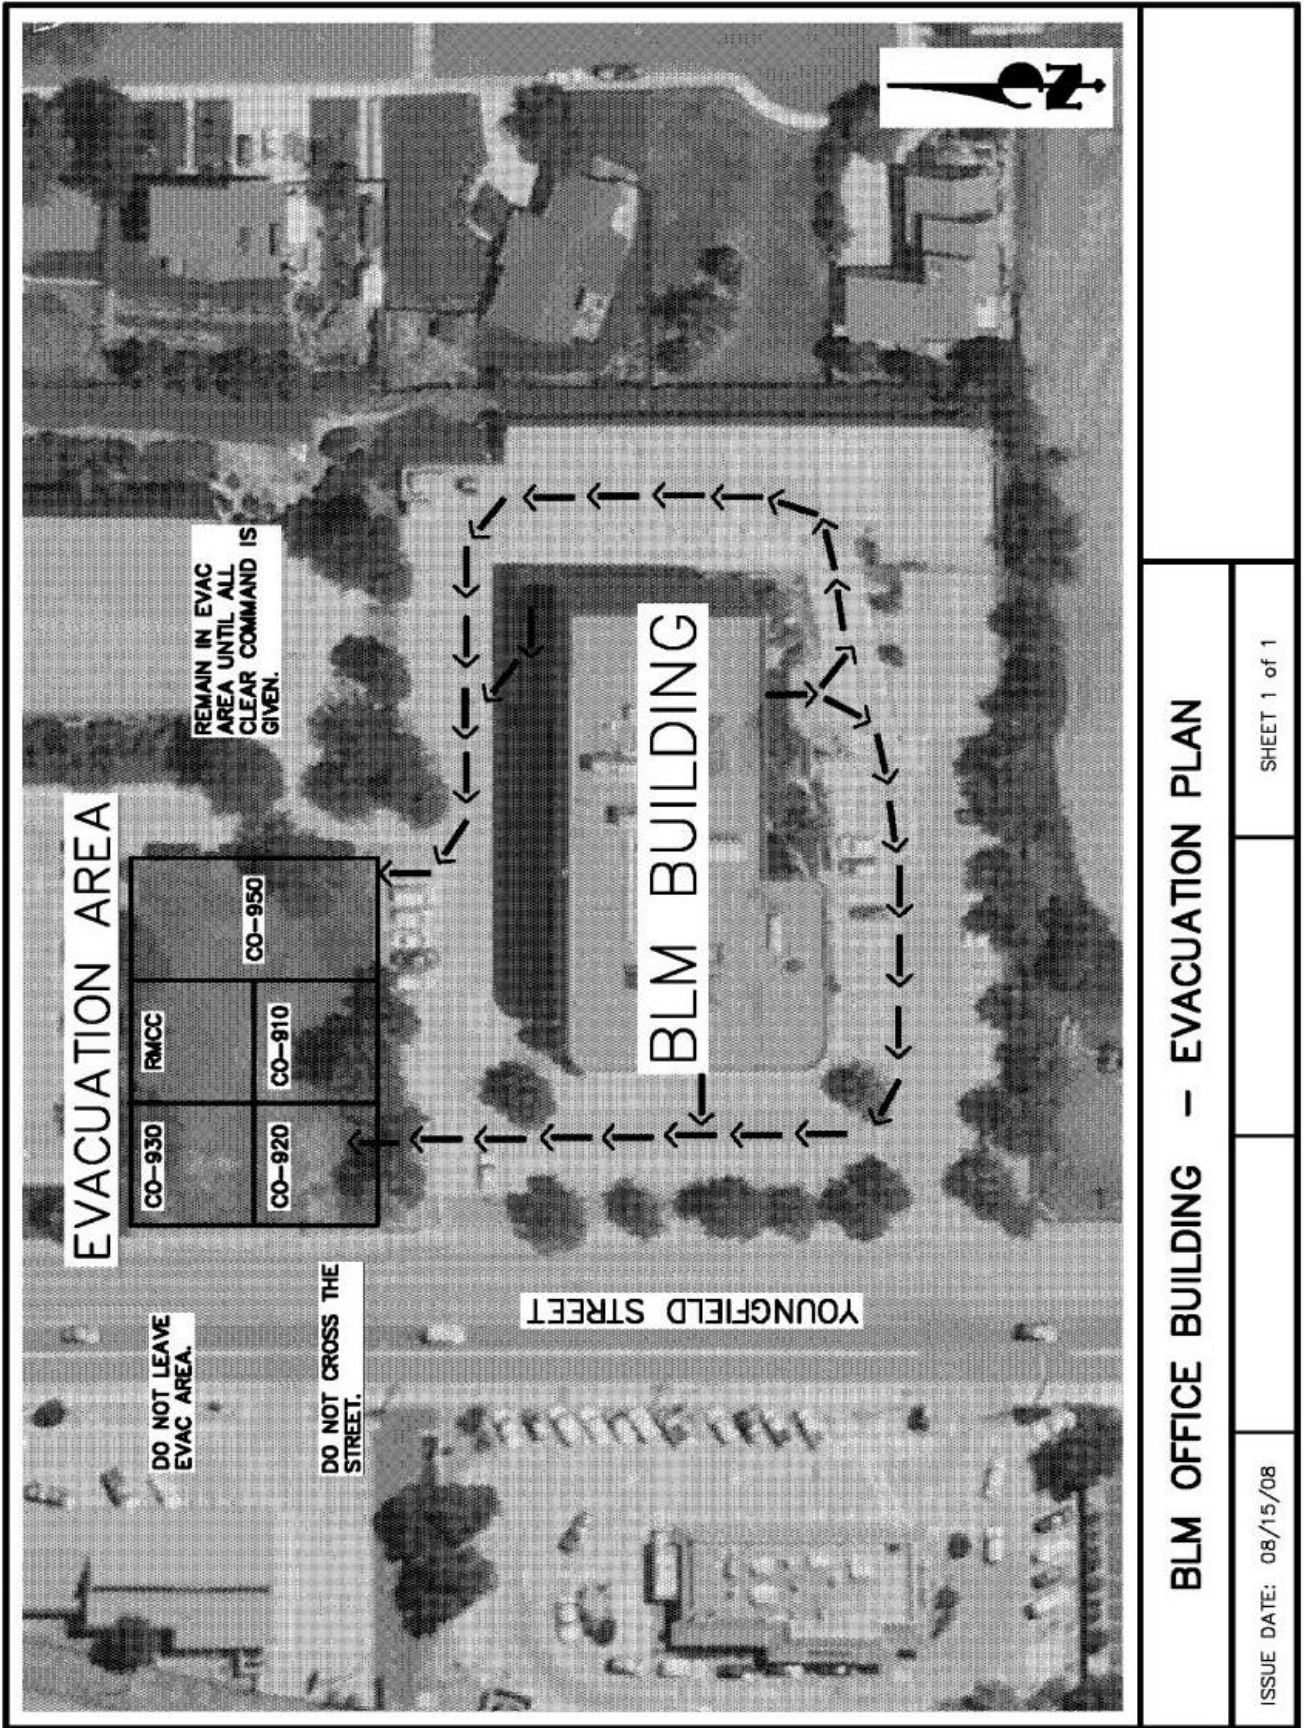 EVACUATION AREA
CO-930
RMCC
CO-950
CO-920
CO-910
REMAIN IN EVAC
AREA UNTIL ALL
CLEAR COMMAND IS
GIVEN.
DO NOT LEAVE
EVAC AREA.
DO NOT CROSS THE
STREET.
YOUNGFIELD STREET
BLM BUILDING
N
BLM OFFICE BUILDING – EVACUATION PLAN
ISSUE DATE: 08/15/08
SHEET 1 of 1